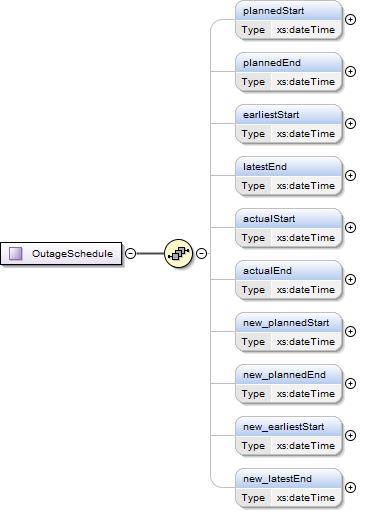 plannedStart
Type xs:dateTime
plannedEnd
Type xs:dateTime
earliestStart
Type xs:dateTime
latestEnd
Type xs:dateTime
actualStart
Type xs:dateTime
OutageSchedule
actualEnd
Type xs:dateTime
new_plannedStart
Type xs:dateTime
new_plannedEnd
Type xs:dateTime
new_earliestStart
Type xs:dateTime
new_latestEnd
Type xs:dateTime